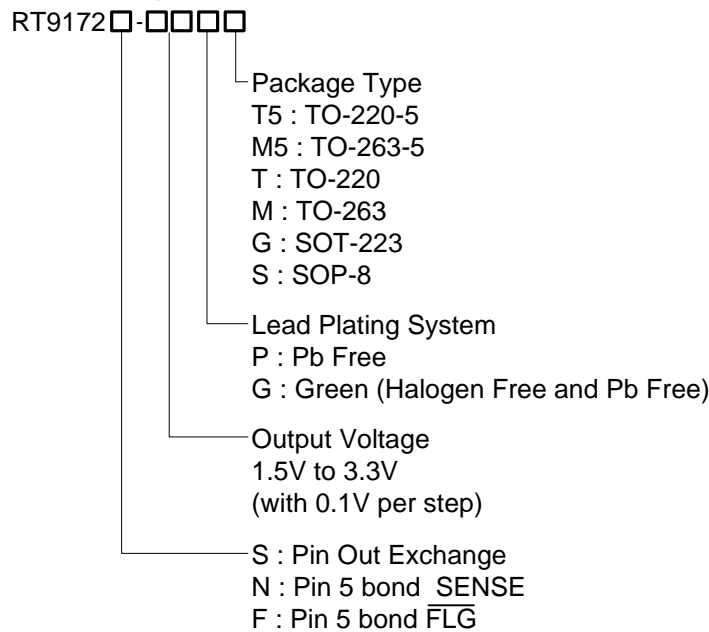 RT9172□-□□□□
Package Type
T5 : TO-220-5
M5 : TO-263-5
T : TO-220
M : TO-263
G : SOT-223
S : SOP-8
Lead Plating System
P : Pb Free
G : Green (Halogen Free and Pb Free)
Output Voltage
1.5V to 3.3V
(with 0.1V per step)
S : Pin Out Exchange
N : Pin 5 bond SENSE
F : Pin 5 bond F̅L̅G̅